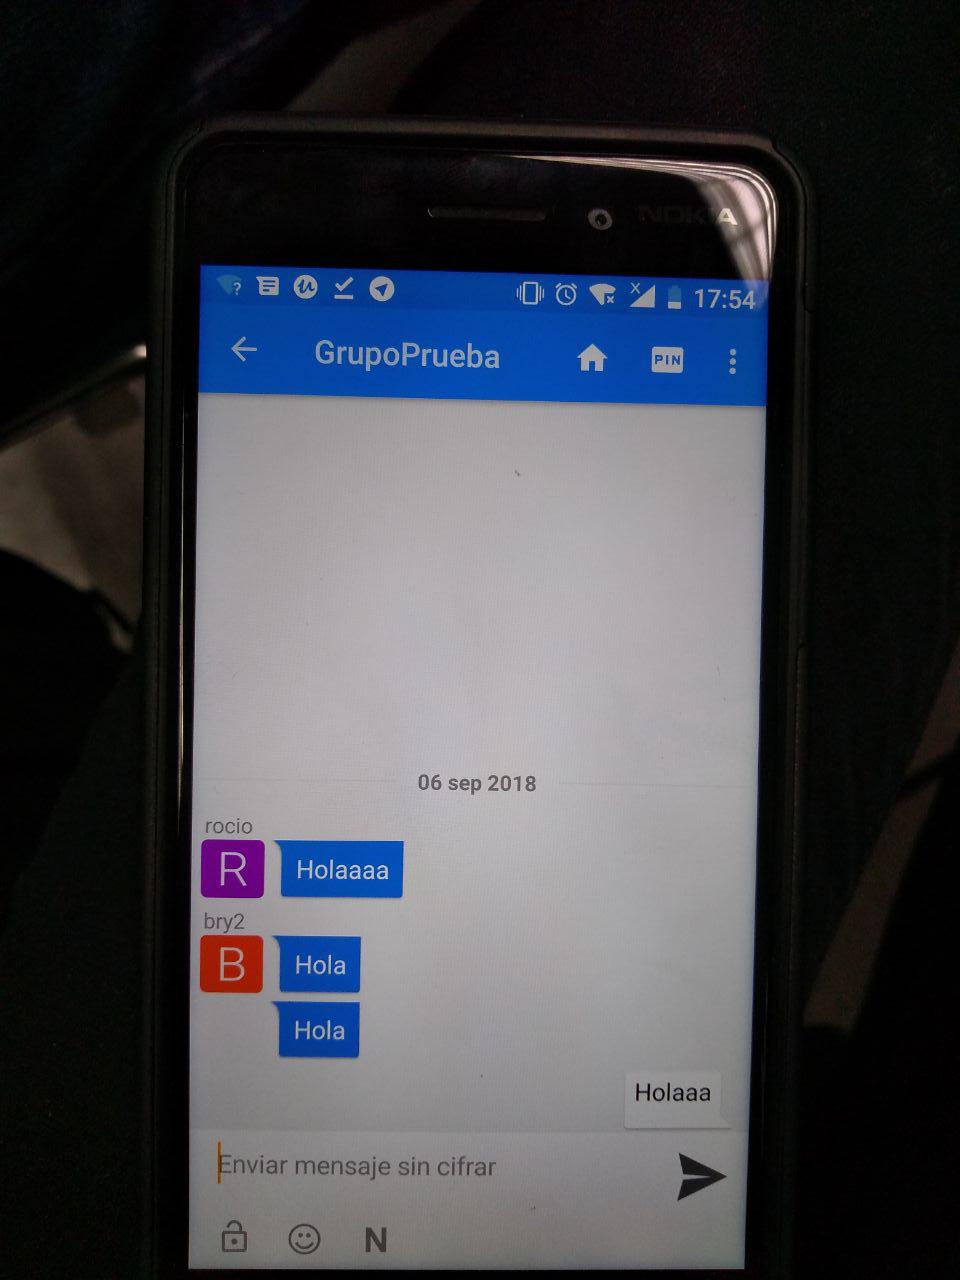 NOKIA
17:54
GrupoPrueba
PIN
06 sep 2018
rocio
R
Holaaaa
bry2
B
Hola
Hola
Holaaa
Enviar mensaje sin cifrar
N